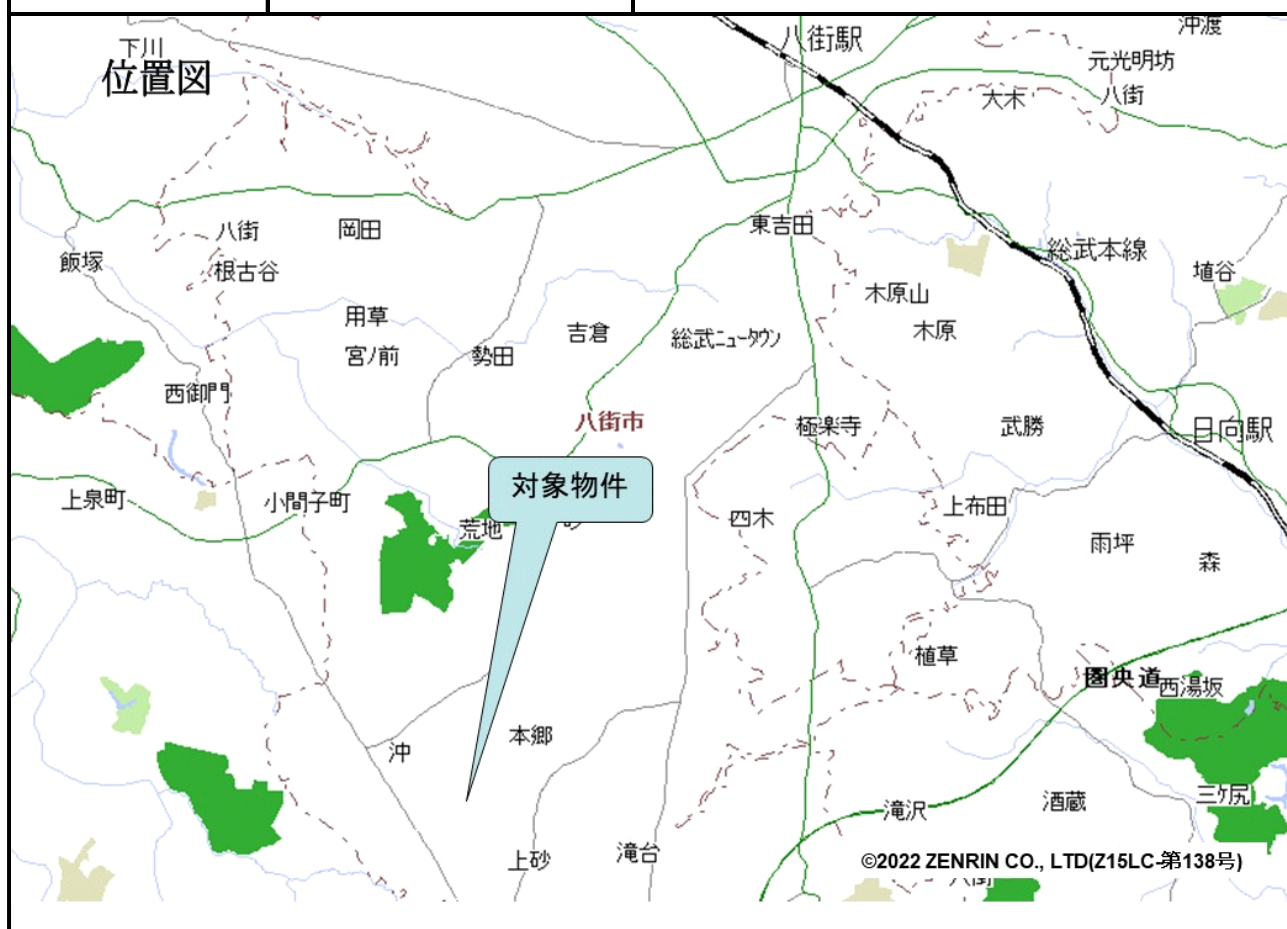 沖渡
八街駅
下川
位置図
元光明坊
八街
大木
東吉田
八街
岡田
総武本線
飯塚
根古谷
埴谷
木原山
用草
吉倉
総武ニュータウン
木原
宮ノ前
勢田
西御門
八街市
極楽寺
武勝
日向駅
対象物件
上泉町
小間子町
四木
上布田
荒地
砂
雨坪
森
植草
圏央道
西湯坂
本郷
沖
三ケ尻
酒蔵
滝沢
上砂
滝台
©2022 ZENRIN CO., LTD(Z15LC-第138号)
八街